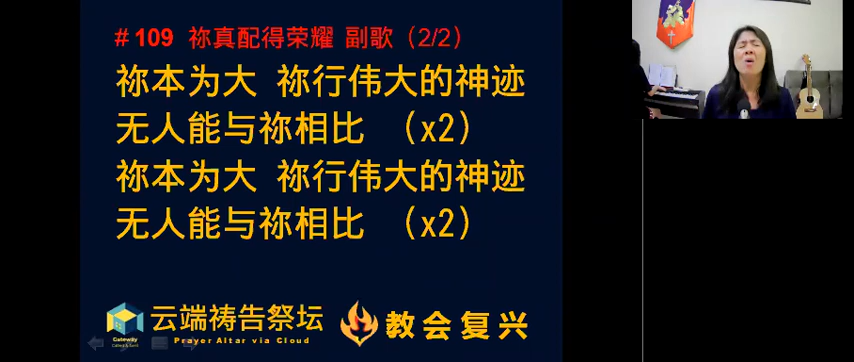 # 109 祢真配得荣耀 副歌（2/2）
祢本为大 祢行伟大的神迹
无人能与祢相比 （x2）
祢本为大 祢行伟大的神迹
无人能与祢相比 （x2）
云端祷告祭坛
Prayer Altar via Cloud
教会复兴
Gateway